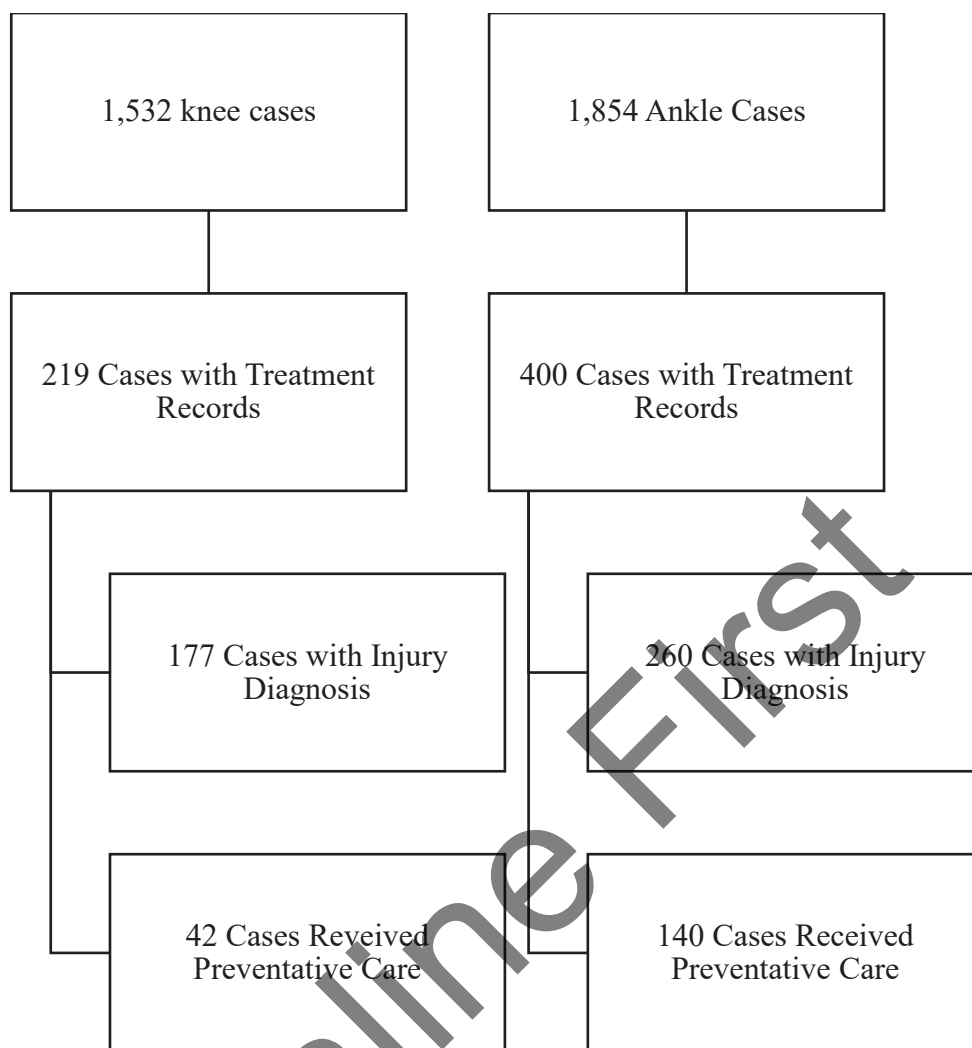 1,532 knee cases
1,854 Ankle Cases
219 Cases with Treatment
Records
400 Cases with Treatment
Records
177 Cases with Injury
Diagnosis
260 Cases with Injury
Diagnosis
42 Cases Reveived
Preventative Care
140 Cases Received
Preventative Care
First